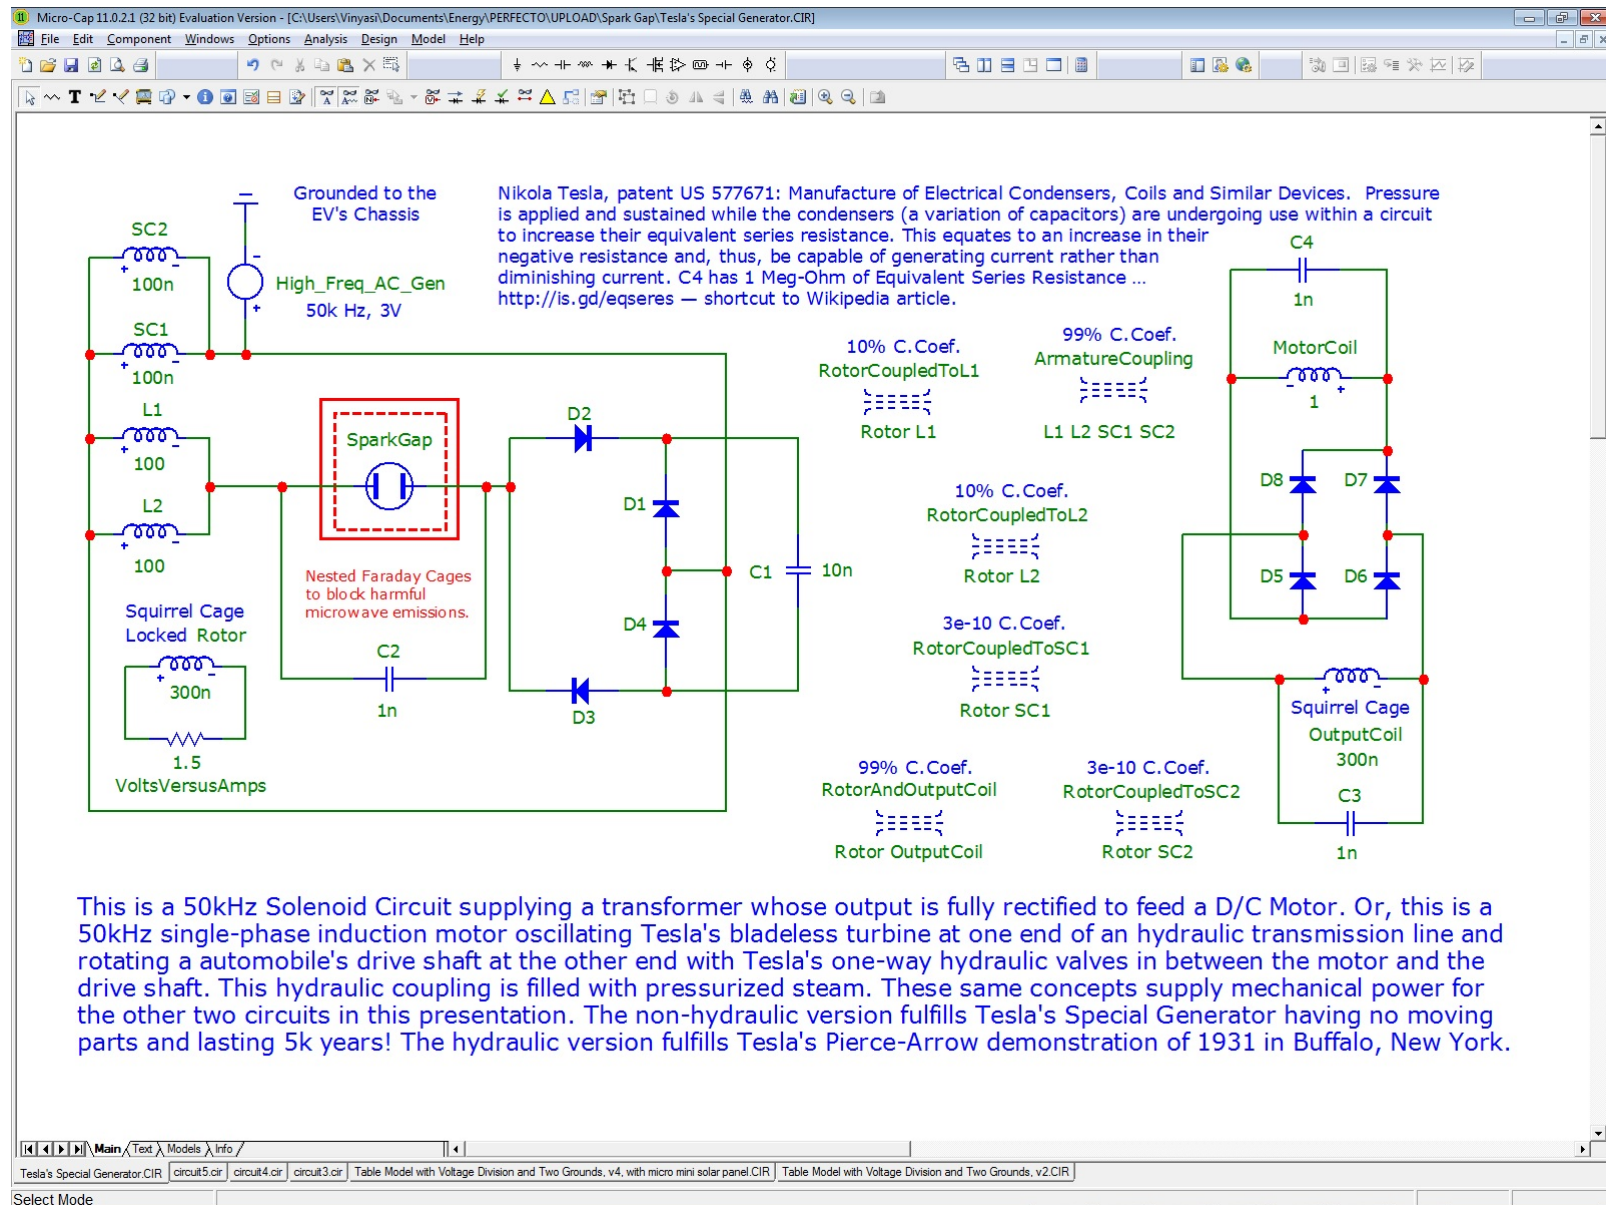 Micro-Cap 11.0.2.1 (32 bit) Evaluation Version - [C:\Users\Vinyasi\Documents\Energy\PERFECTO\UPLOAD\Spark Gap\Tesla's Special Generator.CIR]
File Edit Component Windows Options Analysis Design Model Help
Grounded to the
EV's Chassis
Nikola Tesla, patent US 577671: Manufacture of Electrical Condensers, Coils and Similar Devices. Pressure
is applied and sustained while the condensers (a variation of capacitors) are undergoing use within a circuit
to increase their equivalent series resistance. This equates to an increase in their
negative resistance and, thus, be capable of generating current rather than
diminishing current. C4 has 1 Meg-Ohm of Equivalent Series Resistance ...
http://is.gd/eqseres — shortcut to Wikipedia article.
SC2
100n
High_Freq_AC_Gen
50k Hz, 3V
SC1
100n
L1
100
L2
100
SparkGap
Nested Faraday Cages
to block harmful
microwave emissions.
C2
1n
Squirrel Cage
Locked Rotor
300n
1.5
VoltsVersusAmps
D2
D1
D4
D3
C1
10n
10% C.Coef.
RotorCoupledToL1
Rotor L1
99% C.Coef.
ArmatureCoupling
L1 L2 SC1 SC2
10% C.Coef.
RotorCoupledToL2
Rotor L2
3e-10 C.Coef.
RotorCoupledToSC1
Rotor SC1
99% C.Coef.
RotorAndOutputCoil
Rotor OutputCoil
3e-10 C.Coef.
RotorCoupledToSC2
Rotor SC2
C4
1n
MotorCoil
1
D8
D7
D5
D6
Squirrel Cage
OutputCoil
300n
C3
1n
This is a 50kHz Solenoid Circuit supplying a transformer whose output is fully rectified to feed a D/C Motor. Or, this is a
50kHz single-phase induction motor oscillating Tesla's bladeless turbine at one end of an hydraulic transmission line and
rotating a automobile's drive shaft at the other end with Tesla's one-way hydraulic valves in between the motor and the
drive shaft. This hydraulic coupling is filled with pressurized steam. These same concepts supply mechanical power for
the other two circuits in this presentation. The non-hydraulic version fulfills Tesla's Special Generator having no moving
parts and lasting 5k years! The hydraulic version fulfills Tesla's Pierce-Arrow demonstration of 1931 in Buffalo, New York.
Main Text Models Info
Tesla's Special Generator.CIR circuit5.cir circuit4.cir circuit3.cir Table Model with Voltage Division and Two Grounds, v4, with micro mini solar panel.CIR Table Model with Voltage Division and Two Grounds, v2.CIR
Select Mode